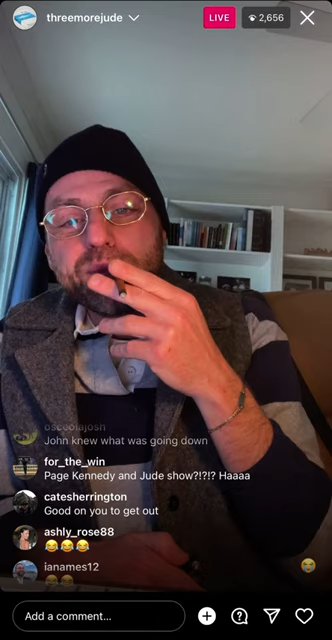 threemorejude
LIVE
2,656
osceolajosh
John knew what was going down
for_the_win
Page Kennedy and Jude show?!?!? Haaaa
catesherrington
Good on you to get out
ashly_rose88
😂😂😂
ianames12
😂😂
Add a comment...